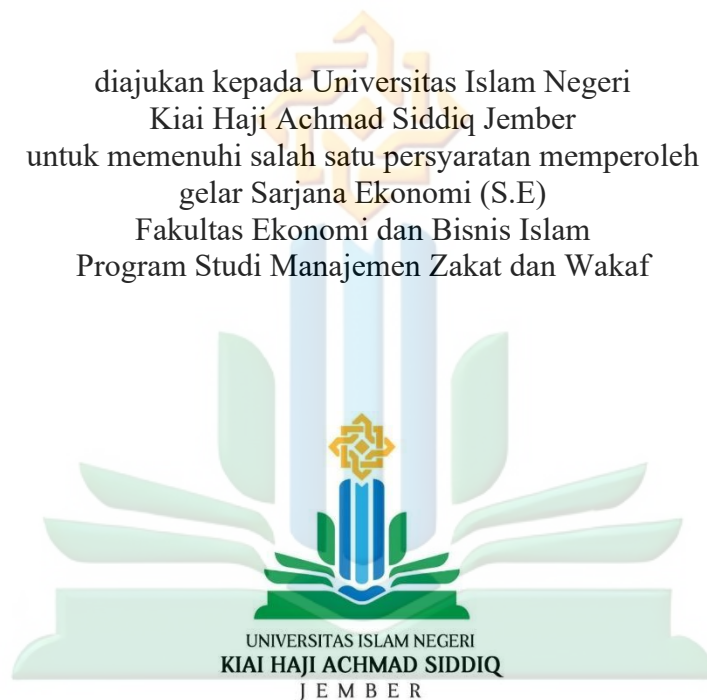 diajukan kepada Universitas Islam Negeri
Kiai Haji Achmad Siddiq Jember
untuk memenuhi salah satu persyaratan memperoleh
gelar Sarjana Ekonomi (S.E)
Fakultas Ekonomi dan Bisnis Islam
Program Studi Manajemen Zakat dan Wakaf
UNIVERSITAS ISLAM NEGERI
KIAI HAJI ACHMAD SIDDIQ
JEMBER